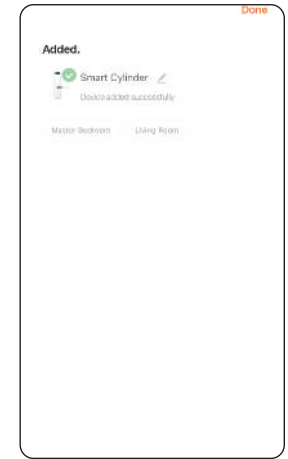 Done
Added.
Smart Cylinder
Device added successfully
Master Bedroom Living Room